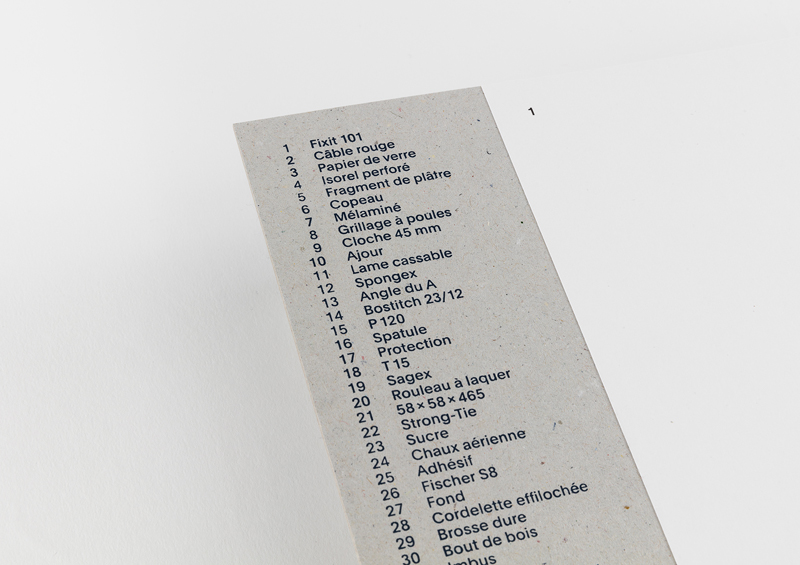 1
1 Fixit 101
2 Câble rouge
3 Papier de verre
4 Isorel perforé
5 Fragment de plâtre
6 Copeau
7 Mélaminé
8 Grillage à poules
9 Cloche 45 mm
10 Ajour
11 Lame cassable
12 Spongex
13 Angle du A
14 Bostitch 23/12
15 P 120
16 Spatule
17 Protection
18 T 15
19 Sagex
20 Rouleau à laquer
21 58 × 58 × 465
22 Strong-Tie
23 Sucre
24 Chaux aérienne
25 Adhésif
26 Fischer S8
27 Fond
28 Cordelette effilochée
29 Brosse dure
30 Bout de bois